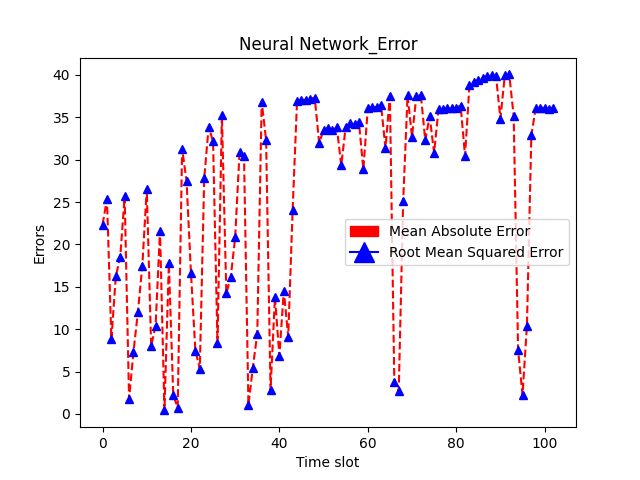 Neural Network_Error
Errors
40
35
30
25
20
15
10
5
0
Mean Absolute Error
Root Mean Squared Error
0 20 40 60 80 100
Time slot